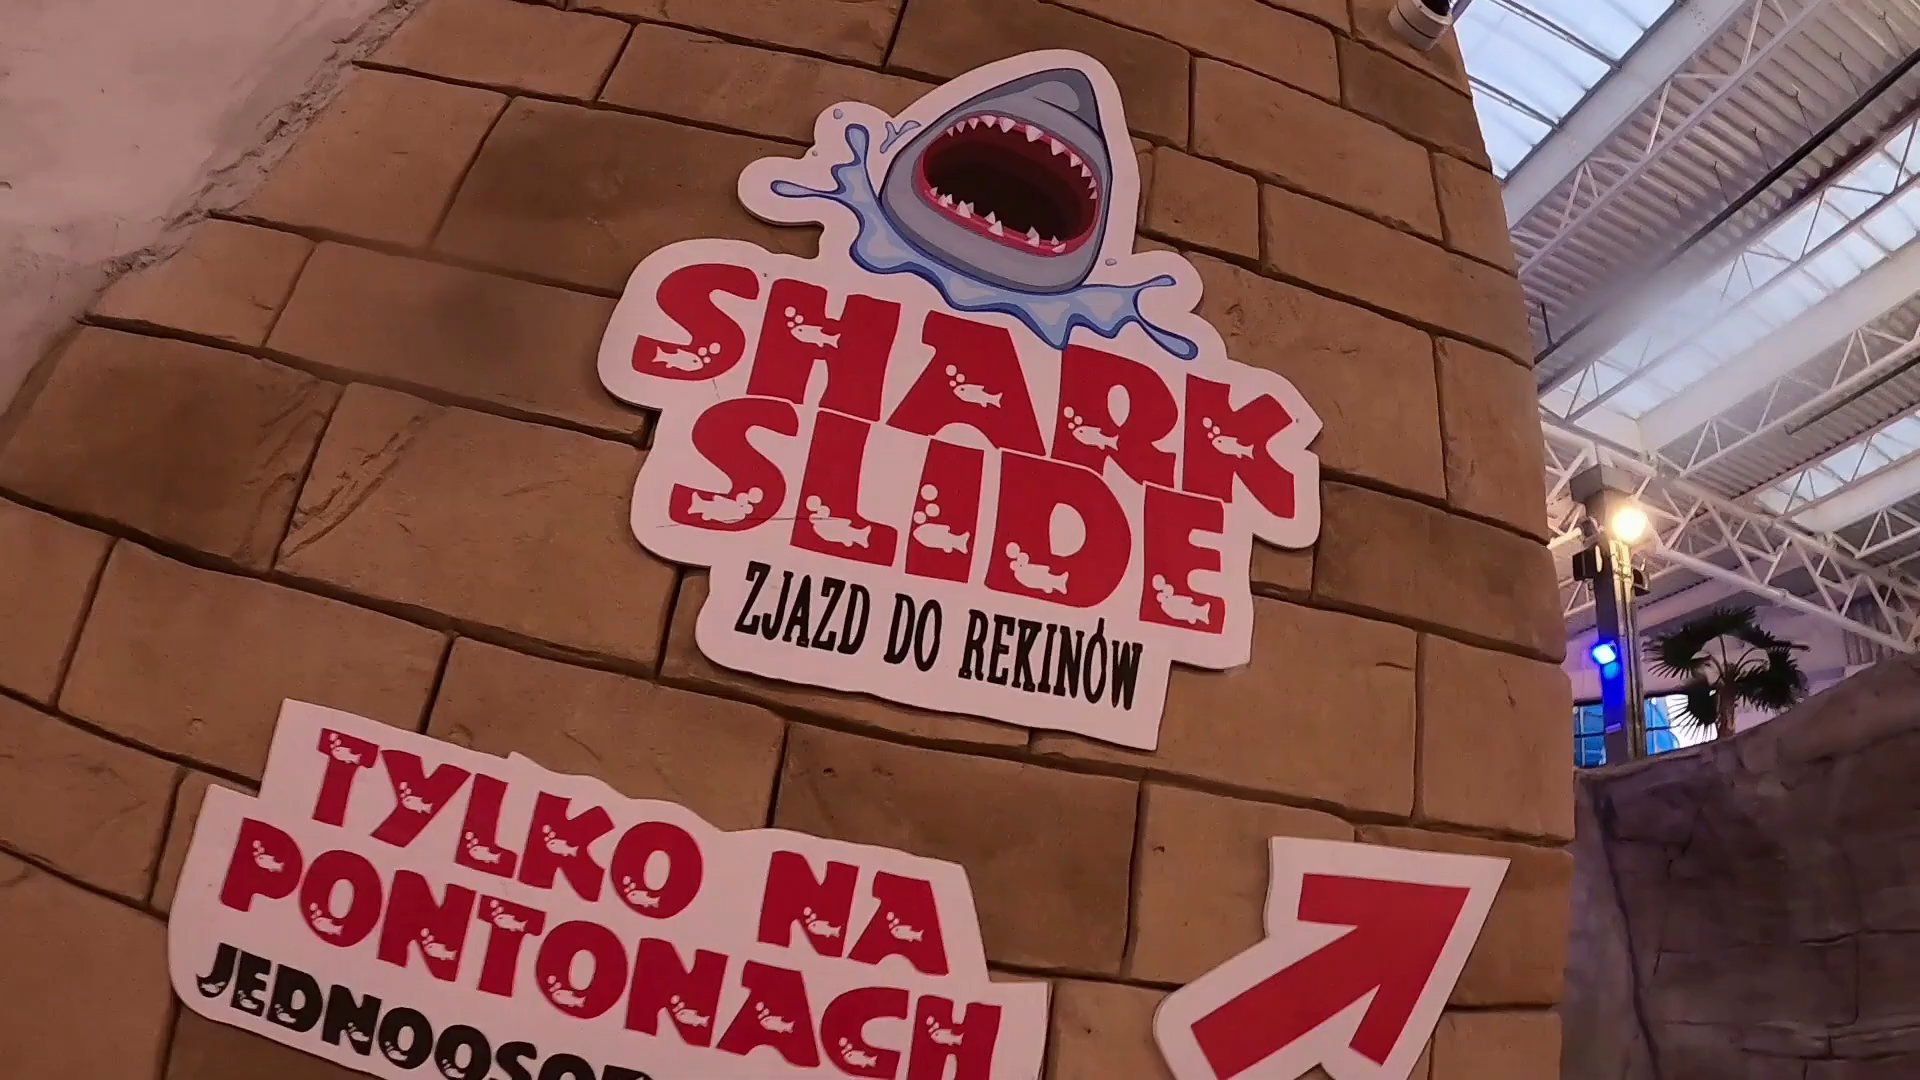 SHARK
SLIDE
ZJAZD DO REKINÓW
TYLKO NA
PONTONACH